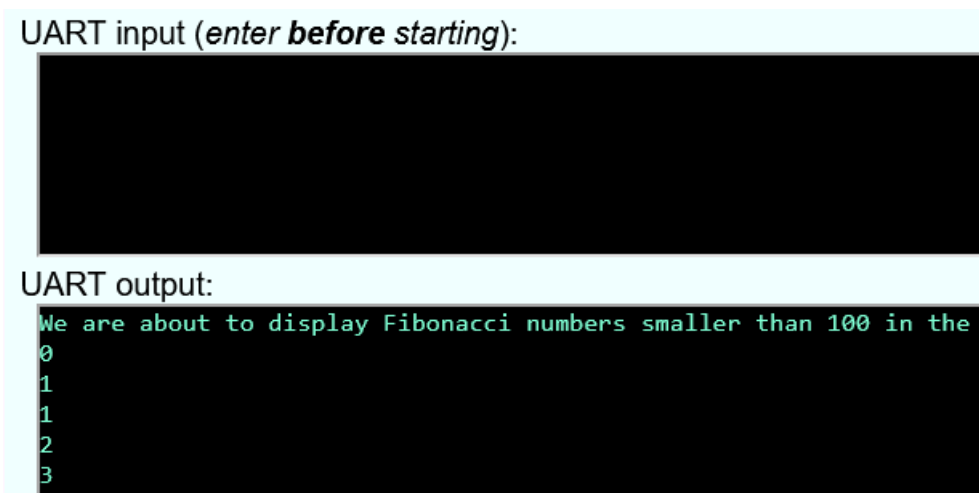 UART input (enter before starting):
UART output:
We are about to display Fibonacci numbers smaller than 100 in the
0
1
1
2
3